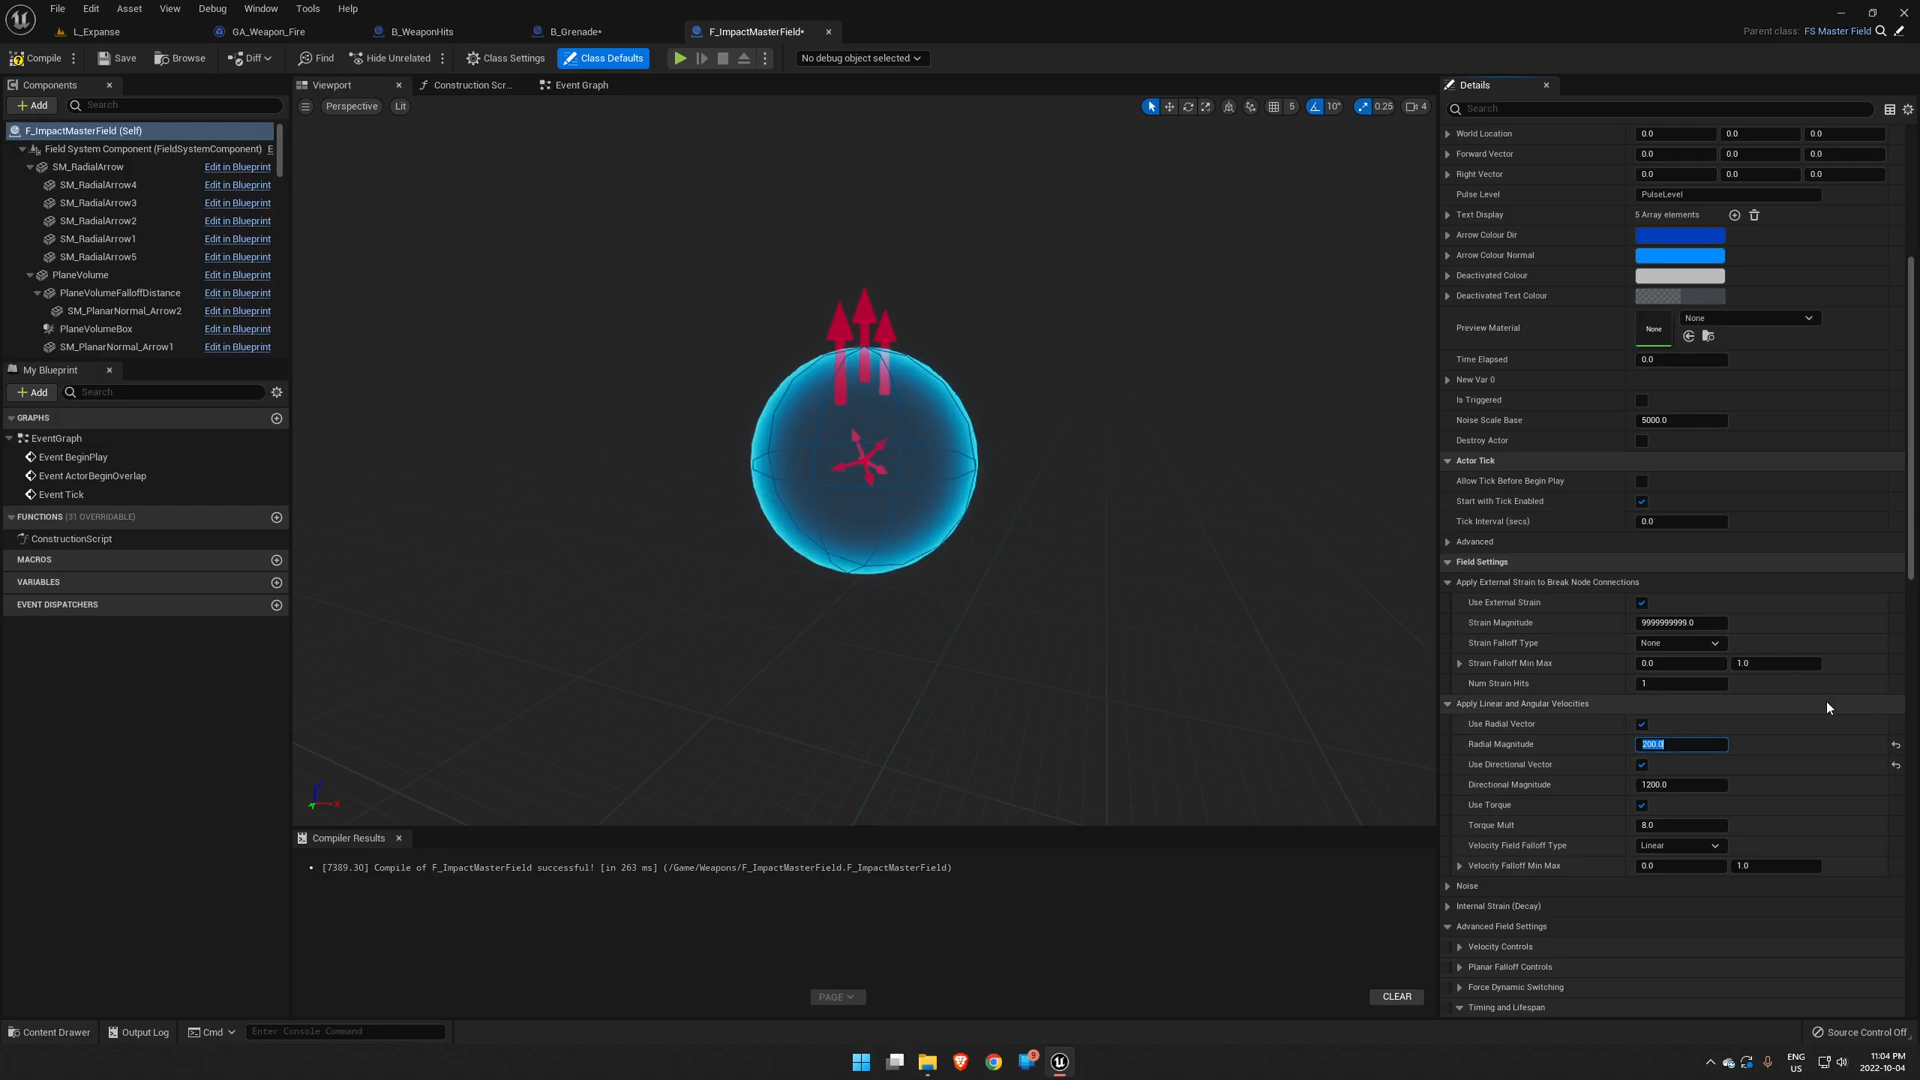 File Edit Asset View Debug Window Tools Help
L_Expanse GA_Weapon_Fire B_WeaponHits B_Grenade* F_ImpactMasterField*
Parent class: FS Master Field
Compile Save Browse Diff Find Hide Unrelated Class Settings Class Defaults No debug object selected
Components
Add Search
F_ImpactMasterField (Self)
Field System Component (FieldSystemComponent) E
SM_RadialArrow Edit in Blueprint
SM_RadialArrow4 Edit in Blueprint
SM_RadialArrow3 Edit in Blueprint
SM_RadialArrow2 Edit in Blueprint
SM_RadialArrow1 Edit in Blueprint
SM_RadialArrow5 Edit in Blueprint
PlaneVolume Edit in Blueprint
PlaneVolumeFalloffDistance Edit in Blueprint
SM_PlanarNormal_Arrow2 Edit in Blueprint
PlaneVolumeBox Edit in Blueprint
SM_PlanarNormal_Arrow1 Edit in Blueprint
My Blueprint
Add Search
GRAPHS
EventGraph
Event BeginPlay
Event ActorBeginOverlap
Event Tick
FUNCTIONS (31 OVERRIDABLE)
ConstructionScript
MACROS
VARIABLES
EVENT DISPATCHERS
Viewport Construction Scr... Event Graph
Perspective Lit 5 10° 0.25 4
X
Compiler Results
[7389.30] Compile of F_ImpactMasterField successful! [in 263 ms] (/Game/Weapons/F_ImpactMasterField.F_ImpactMasterField)
PAGE CLEAR
Details
Search
World Location 0.0 0.0 0.0
Forward Vector 0.0 0.0 0.0
Right Vector 0.0 0.0 0.0
Pulse Level PulseLevel
Text Display 5 Array elements
Arrow Colour Dir
Arrow Colour Normal
Deactivated Colour
Deactivated Text Colour
Preview Material None None
Time Elapsed 0.0
New Var 0
Is Triggered
Noise Scale Base 5000.0
Destroy Actor
Actor Tick
Allow Tick Before Begin Play
Start with Tick Enabled
Tick Interval (secs) 0.0
Advanced
Field Settings
Apply External Strain to Break Node Connections
Use External Strain
Strain Magnitude 9999999999.0
Strain Falloff Type None
Strain Falloff Min Max 0.0 1.0
Num Strain Hits 1
Apply Linear and Angular Velocities
Use Radial Vector
Radial Magnitude 200.0
Use Directional Vector
Directional Magnitude 1200.0
Use Torque
Torque Mult 8.0
Velocity Field Falloff Type Linear
Velocity Falloff Min Max 0.0 1.0
Noise
Internal Strain (Decay)
Advanced Field Settings
Velocity Controls
Planar Falloff Controls
Force Dynamic Switching
Timing and Lifespan
Content Drawer Output Log Cmd Enter Console Command Source Control Off
9 ENG US 11:04 PM 2022-10-04